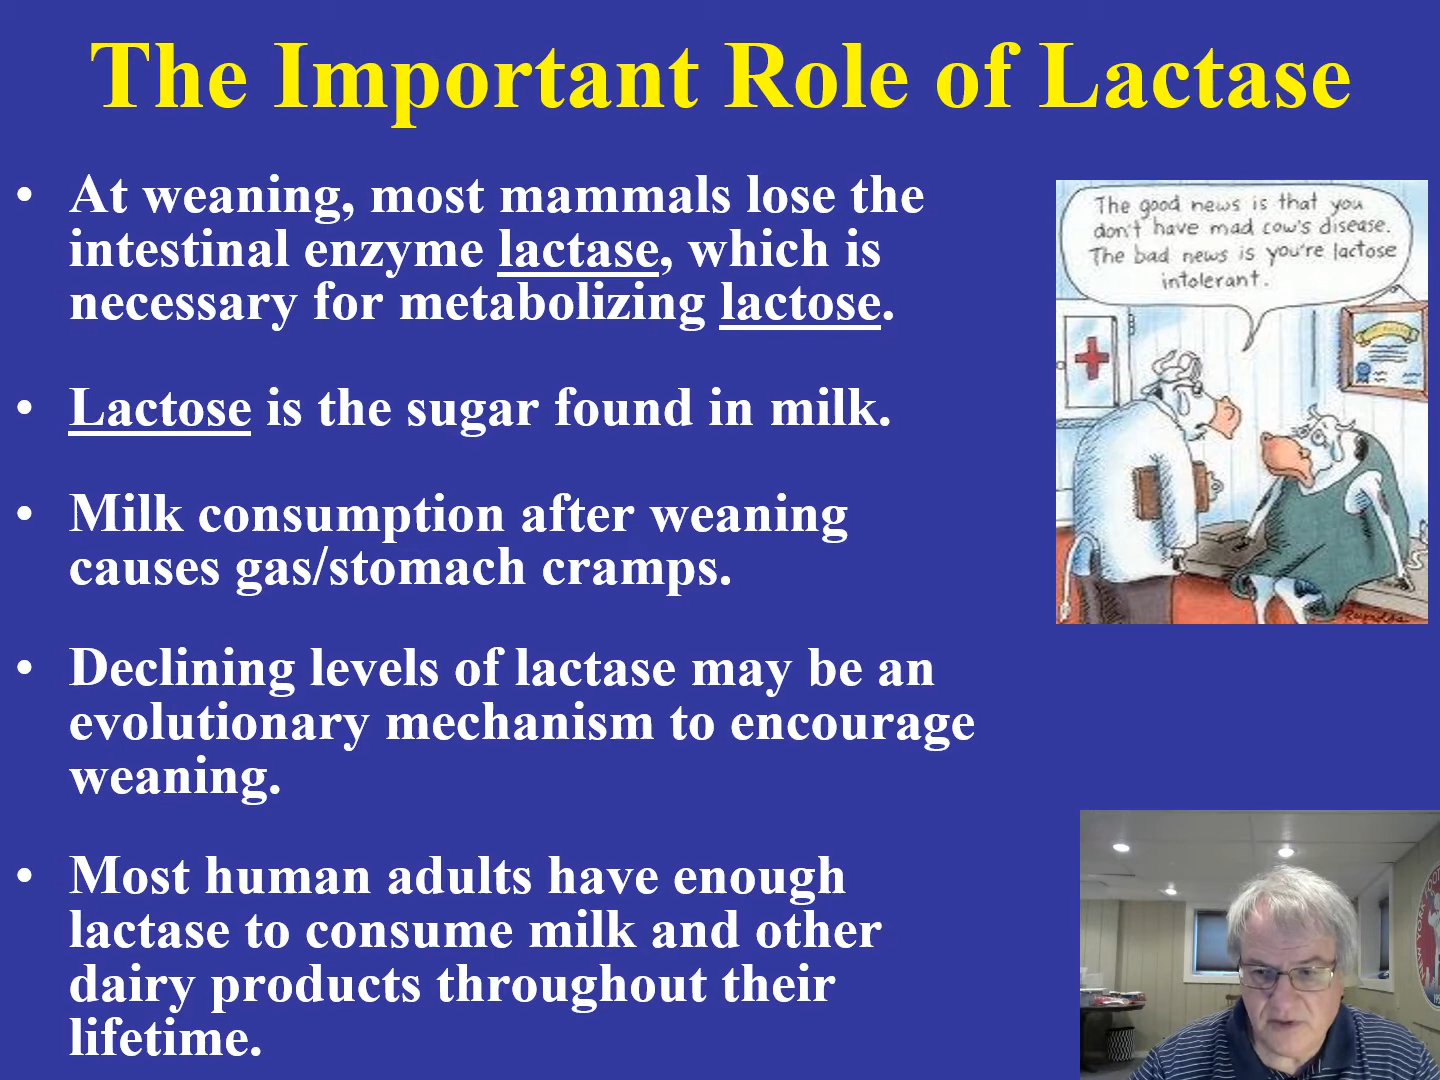 The Important Role of Lactase
• At weaning, most mammals lose the
intestinal enzyme lactase, which is
necessary for metabolizing lactose.
• Lactose is the sugar found in milk.
• Milk consumption after weaning
causes gas/stomach cramps.
• Declining levels of lactase may be an
evolutionary mechanism to encourage
weaning.
• Most human adults have enough
lactase to consume milk and other
dairy products throughout their
lifetime.
The good news is that you
don't have mad cow's disease.
The bad news is you're lactose
intolerant.